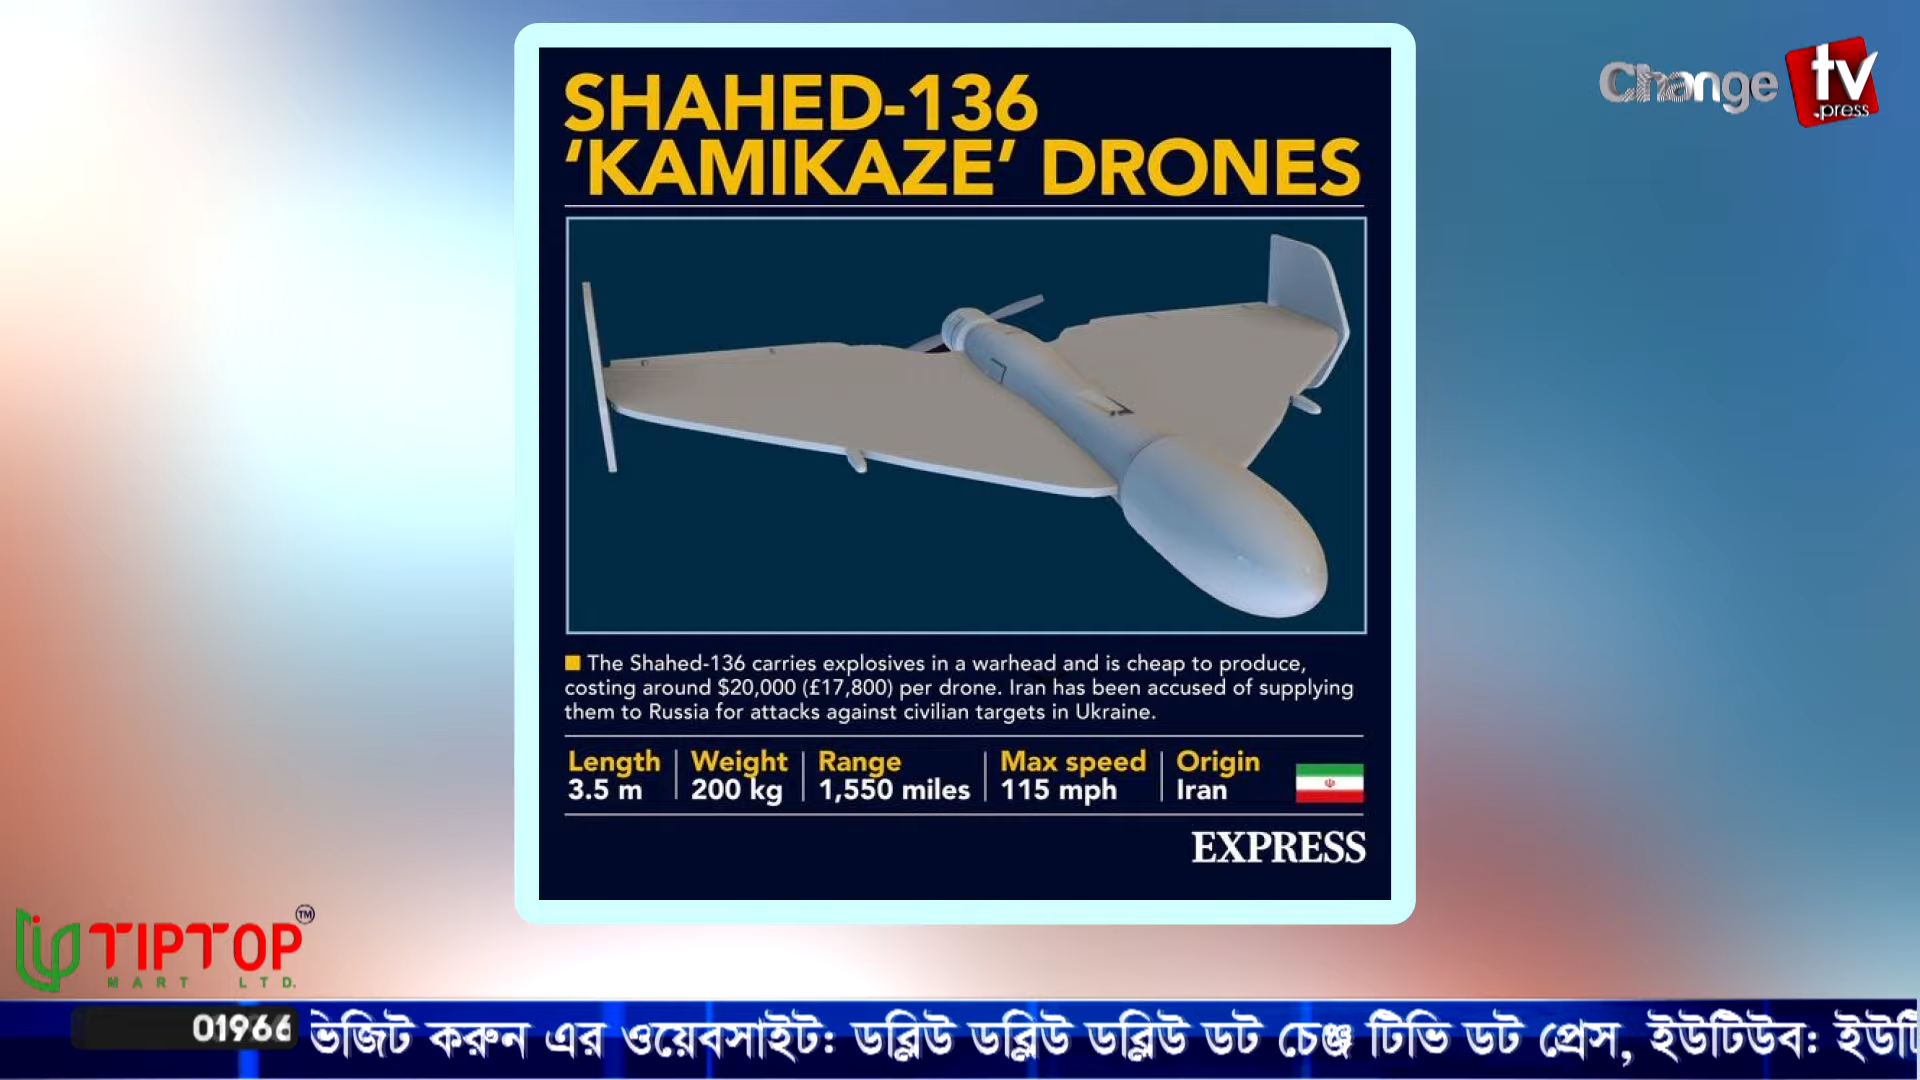 SHAHED-136
‘KAMIKAZE’ DRONES
Change tv
.press
The Shahed-136 carries explosives in a warhead and is cheap to produce,
costing around $20,000 (£17,800) per drone. Iran has been accused of supplying
them to Russia for attacks against civilian targets in Ukraine.
Length
3.5 m
Weight
200 kg
Range
1,550 miles
Max speed
115 mph
Origin
Iran
EXPRESS
TIPTOP
TM
MART LTD.
01966
ভিজিট করুন এর ওয়েবসাইট: ডব্লিউ ডব্লিউ ডব্লিউ ডট চেঞ্জ টিভি ডট প্রেস, ইউটিউব: